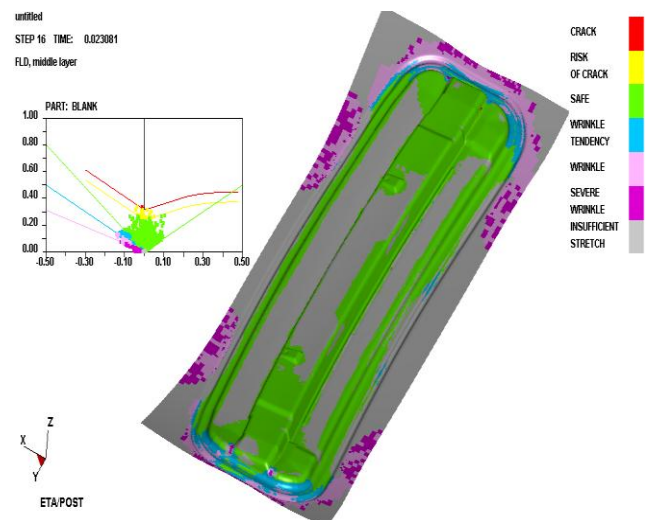 untitled
STEP 16 TIME: 0.023081
FLD, middle layer
PART: BLANK
1.00
0.80
0.60
0.40
0.20
0.00
-0.50 -0.30 -0.10 0.10 0.30 0.50
CRACK
RISK
OF CRACK
SAFE
WRINKLE
TENDENCY
WRINKLE
SEVERE
WRINKLE
INSUFFICIENT
STRETCH
Z
X
Y
ETA/POST